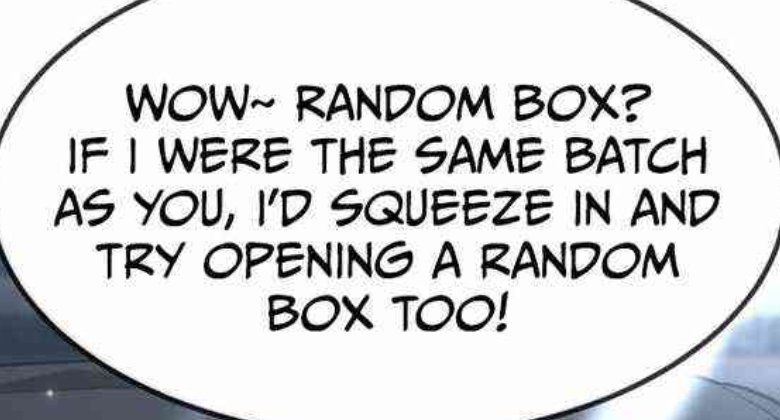 WOW~ RANDOM BOX?
IF I WERE THE SAME BATCH
AS YOU, I'D SQUEEZE IN AND
TRY OPENING A RANDOM
BOX TOO!